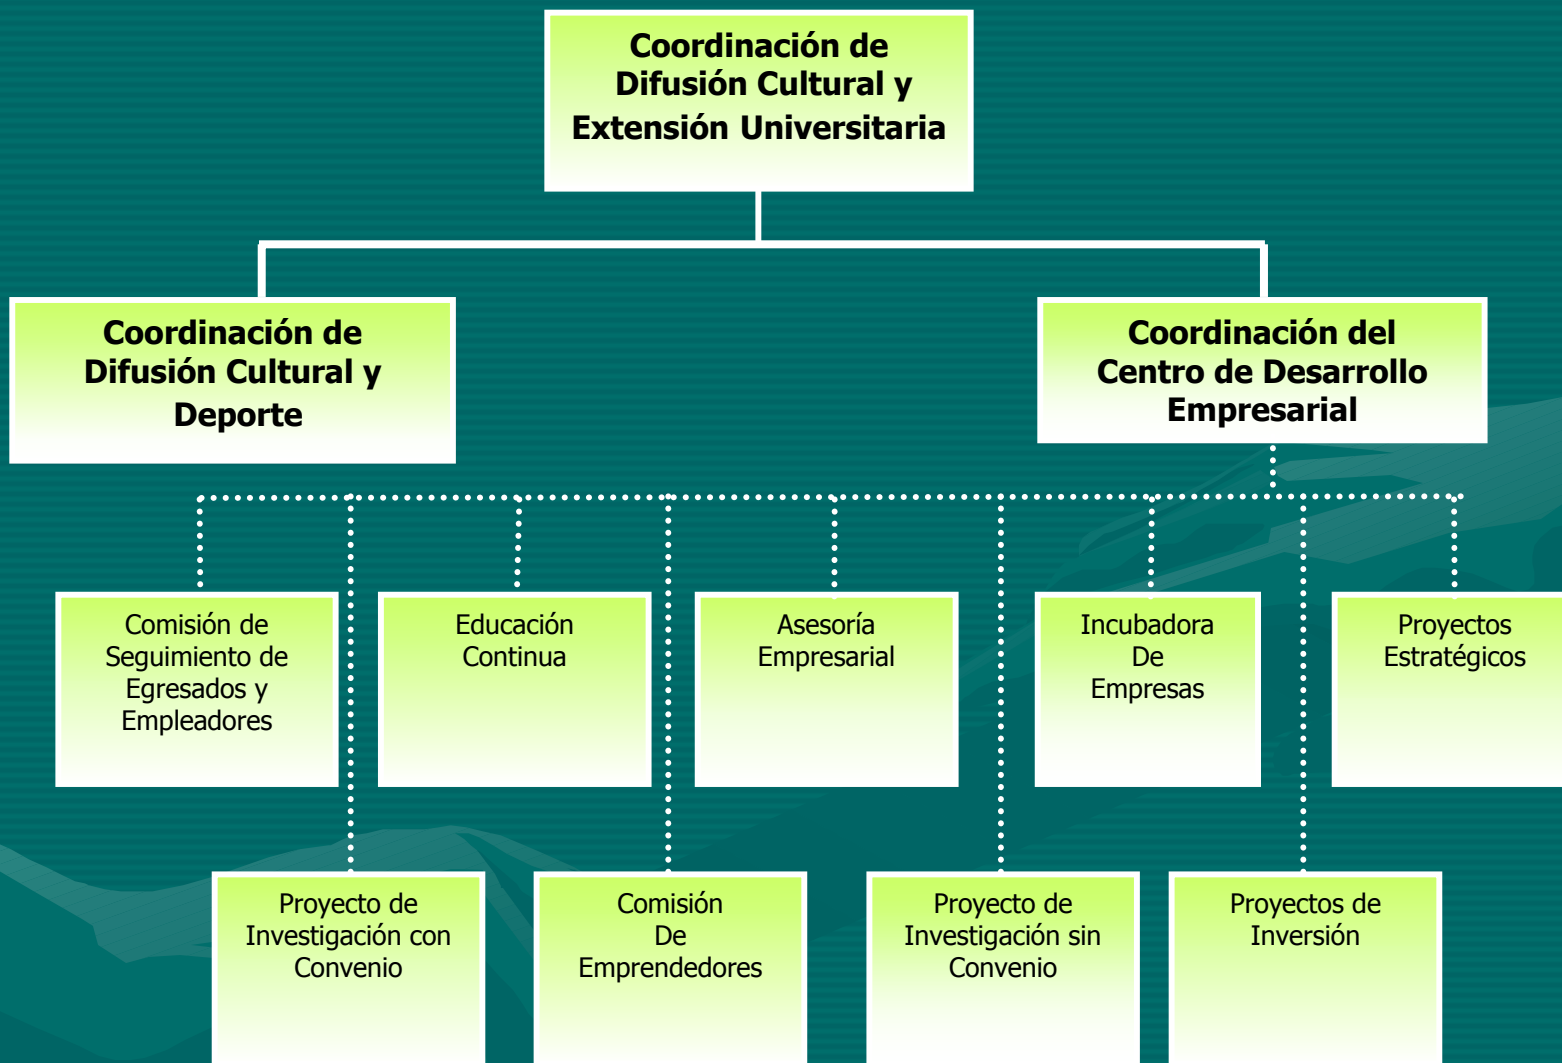 Coordinación de
Difusión Cultural y
Extensión Universitaria
Coordinación de
Difusión Cultural y
Deporte
Coordinación del
Centro de Desarrollo
Empresarial
Comisión de
Seguimiento de
Egresados y
Empleadores
Educación
Continua
Asesoría
Empresarial
Incubadora
De
Empresas
Proyectos
Estratégicos
Proyecto de
Investigación con
Convenio
Comisión
De
Emprendedores
Proyecto de
Investigación sin
Convenio
Proyectos de
Inversión